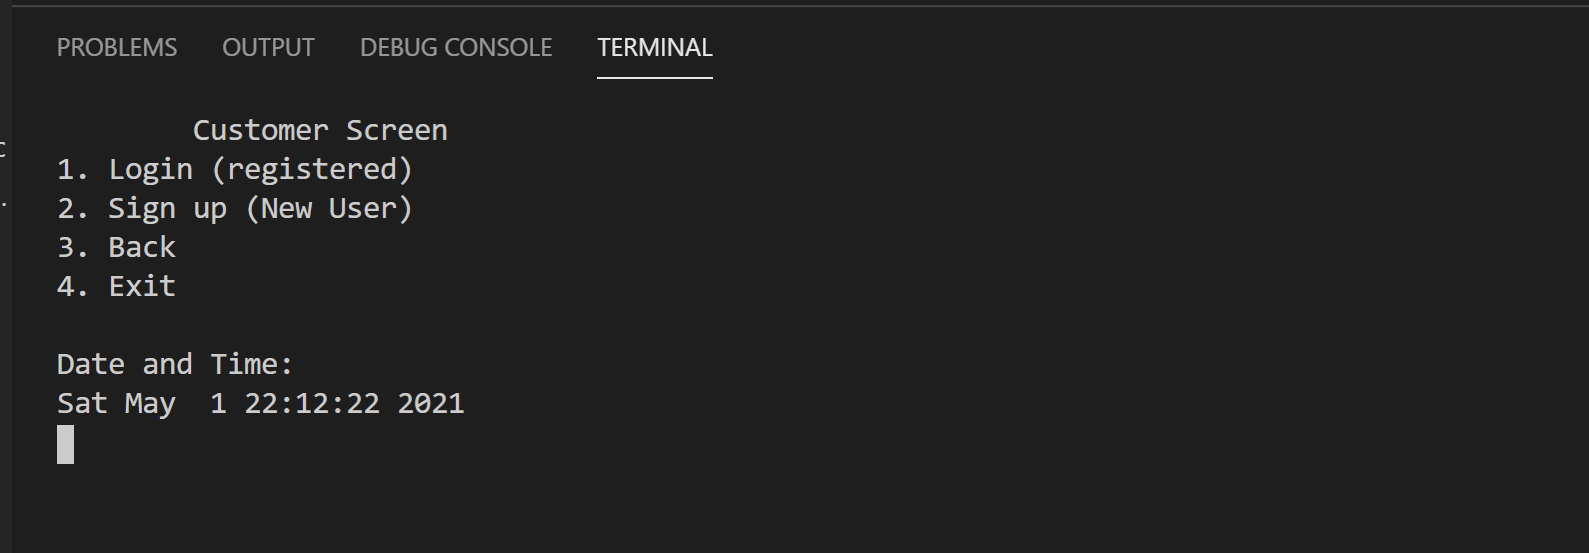 PROBLEMS OUTPUT DEBUG CONSOLE TERMINAL
Customer Screen
1. Login (registered)
2. Sign up (New User)
3. Back
4. Exit
Date and Time:
Sat May  1 22:12:22 2021